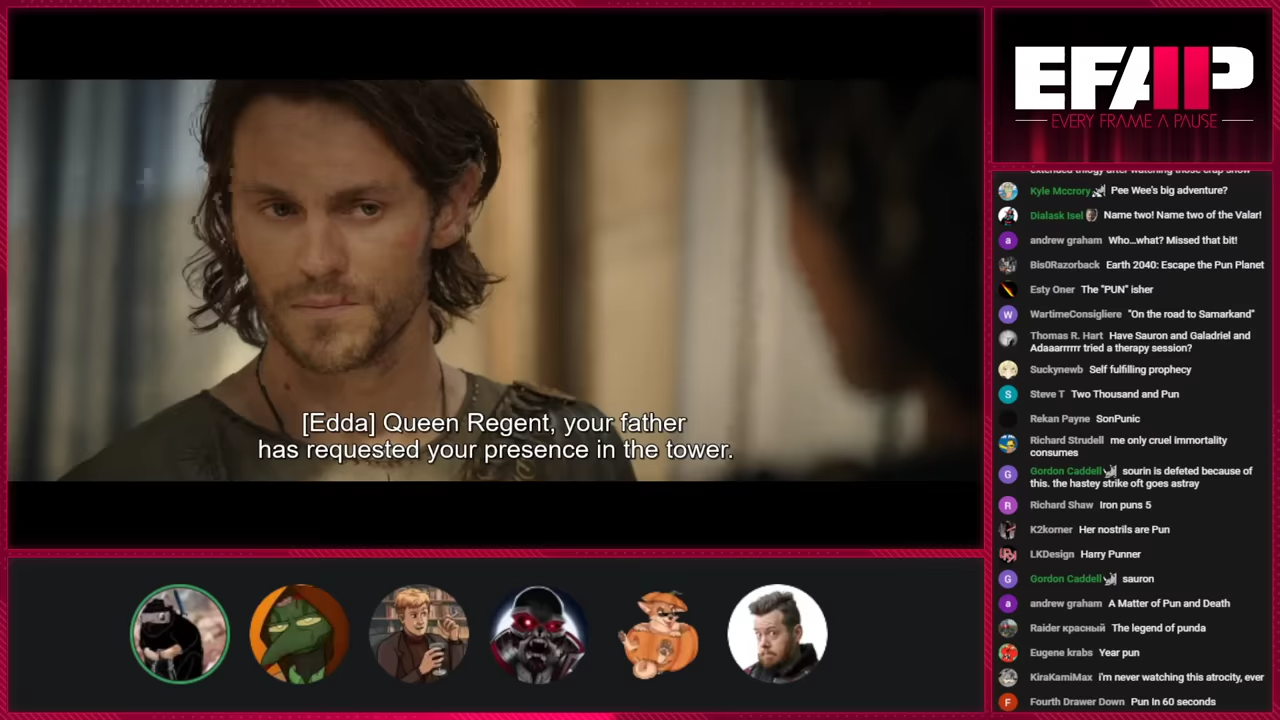 [Edda] Queen Regent, your father
has requested your presence in the tower.
EFAP
EVERY FRAME A PAUSE
extended trilogy after watching those crap show
Kyle Mccrory Pee Wee's big adventure?
Dialask Isel Name two! Name two of the Valar!
a andrew graham Who...what? Missed that bit!
Bis0Razorback Earth 2040: Escape the Pun Planet
Esty Oner The "PUN" isher
W WartimeConsigliere "On the road to Samarkand"
Thomas R. Hart Have Sauron and Galadriel and
Adaaarrrrrr tried a therapy session?
Suckynewb Self fulfilling prophecy
S Steve T Two Thousand and Pun
Rekan Payne SonPunic
Richard Strudell me only cruel immortality
consumes
G Gordon Caddell sourin is defeted because of
this. the hastey strike oft goes astray
R Richard Shaw Iron puns 5
K2korner Her nostrils are Pun
LKDesign Harry Punner
G Gordon Caddell sauron
a andrew graham A Matter of Pun and Death
Raider красный The legend of punda
Eugene krabs Year pun
KiraKamiMax i'm never watching this atrocity, ever
F Fourth Drawer Down Pun In 60 seconds